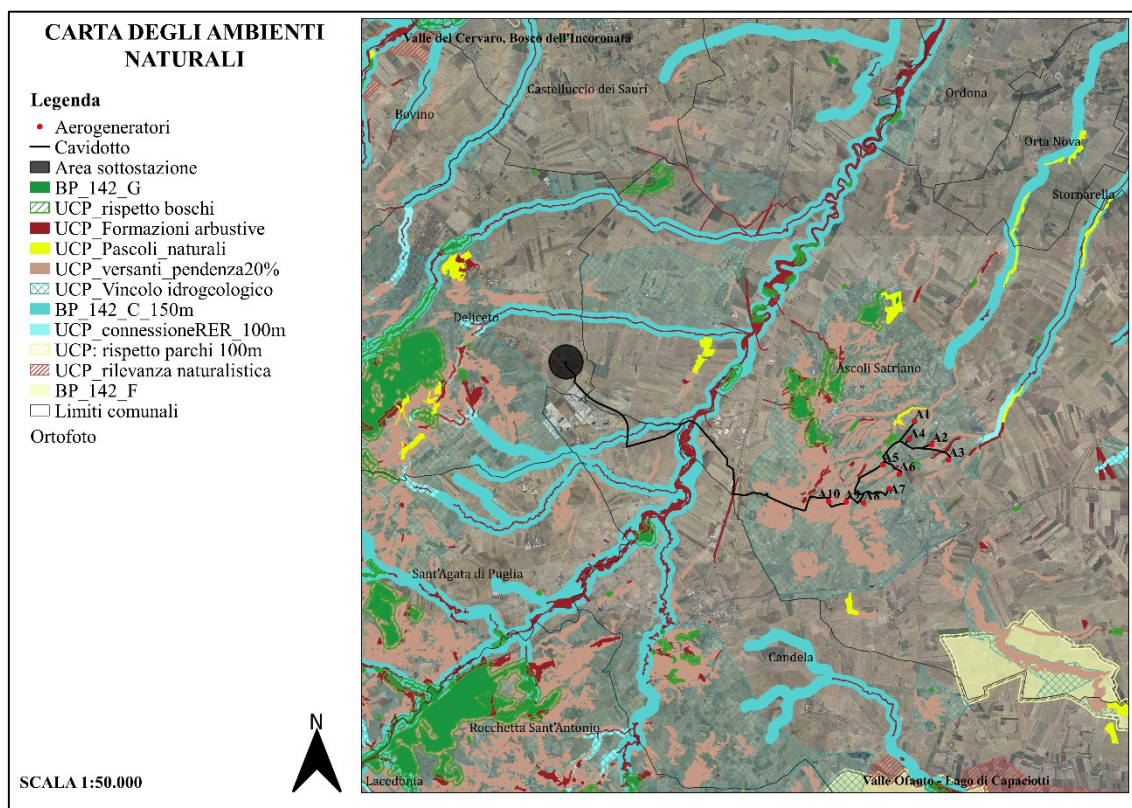 CARTA DEGLI AMBIENTI
NATURALI
Legenda
Aerogeneratori
Cavidotto
Area sottostazione
BP_142_G
UCP_rispetto boschi
UCP_Formazioni arbustive
UCP_Pascoli_naturali
UCP_versanti_pendenza20%
UCP_Vincolo idrogeologico
BP_142_C_150m
UCP_connessioneRER_100m
UCP: rispetto parchi 100m
UCP_rilevanza naturalistica
BP_142_F
Limiti comunali
Ortofoto
N
SCALA 1:50.000
Valle del Cervaro, Bosco dell'Incoronata
Castelluccio dei Sauri
Ordona
Bovino
Orta Nova
Stornarella
Deliceto
Ascoli Satriano
A1
A4
A2
A3
A5
A6
A7
A10
A9
A8
Sant'Agata di Puglia
Candela
Rocchetta Sant'Antonio
Lacedonia
Valle Ofanto - Lago di Capaciotti